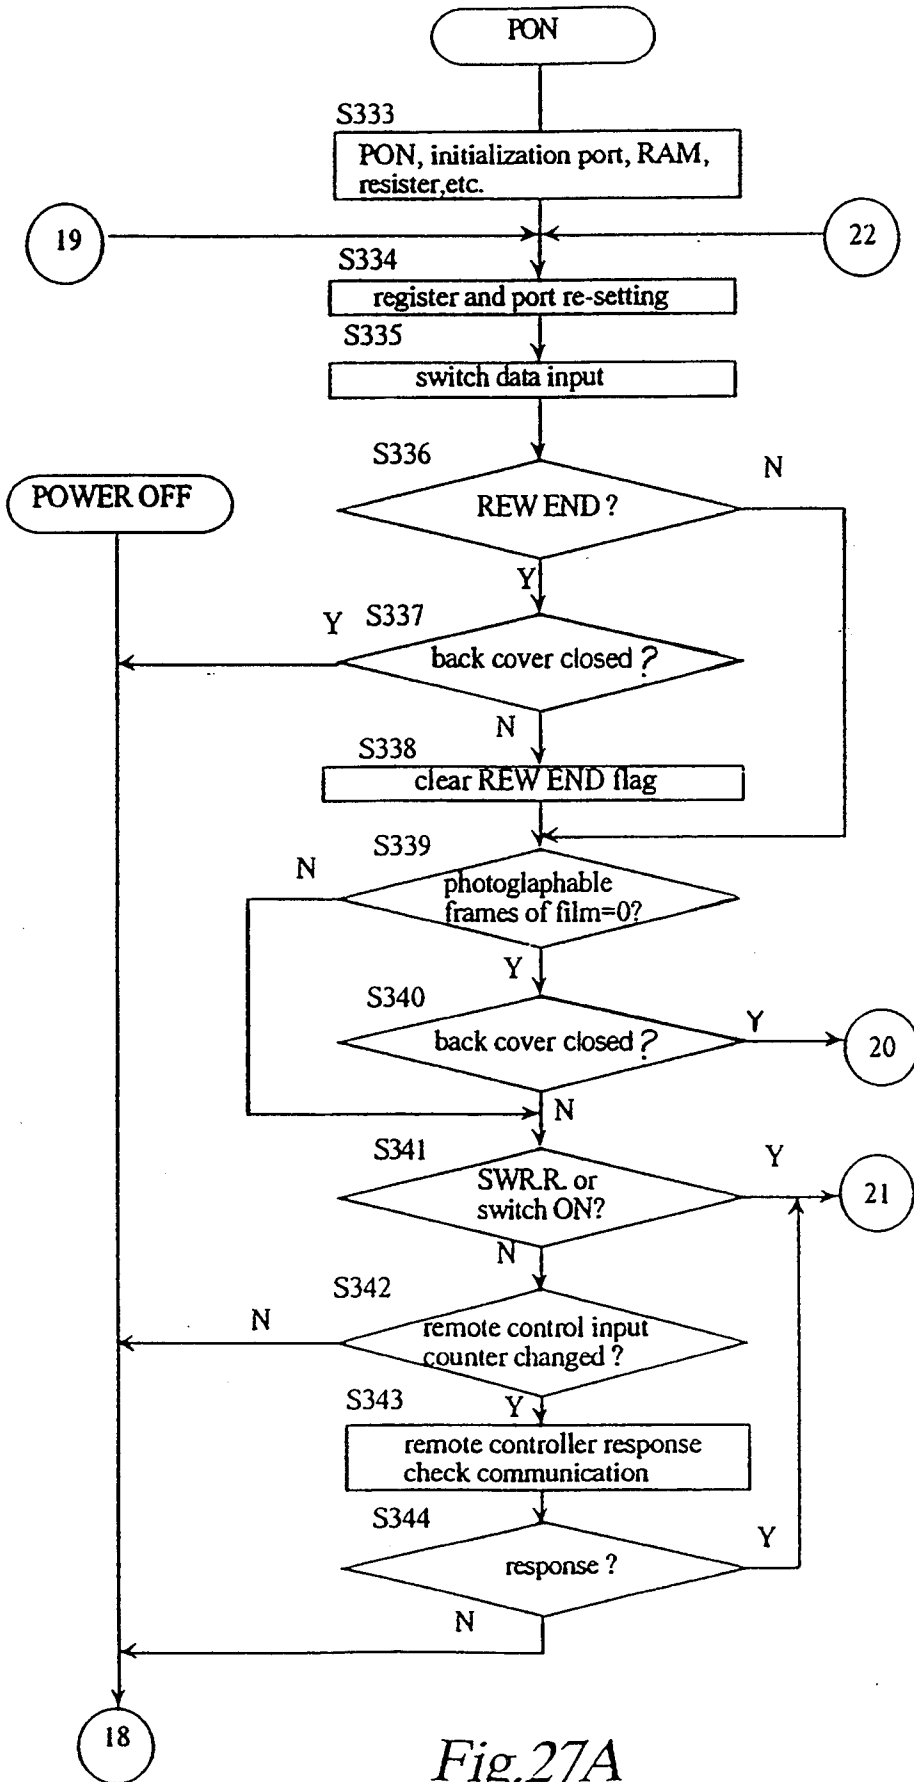 PON
S333
PON, initialization port, RAM,
resister,etc.
19
22
S334
register and port re-setting
S335
switch data input
S336
N
REW END ?
POWER OFF
Y
S337
Y
back cover closed ?
N
S338
clear REW END flag
S339
N
photoglaphable
frames of film=0?
Y
S340
Y
back cover closed ?
20
N
S341
Y
SWR.R. or
switch ON?
21
N
S342
N
remote control input
counter changed ?
Y
S343
remote controller response
check communication
S344
Y
response ?
N
18
Fig.27A